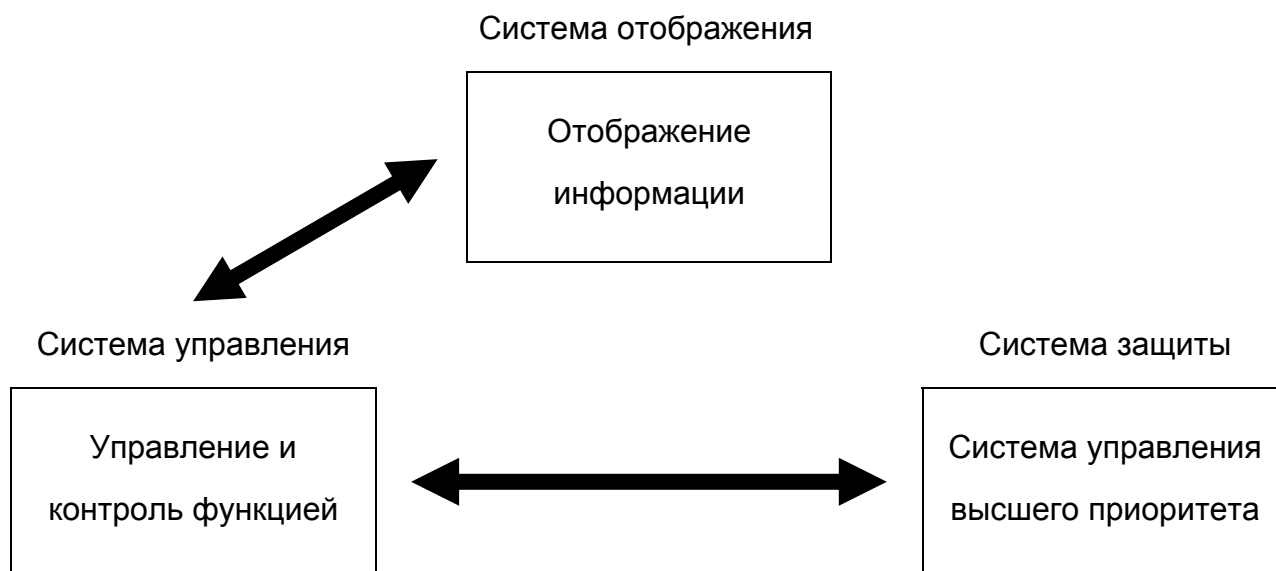 Система отображения
Отображение
информации
Система управления
Управление и
контроль функцией
Система защиты
Система управления
высшего приоритета